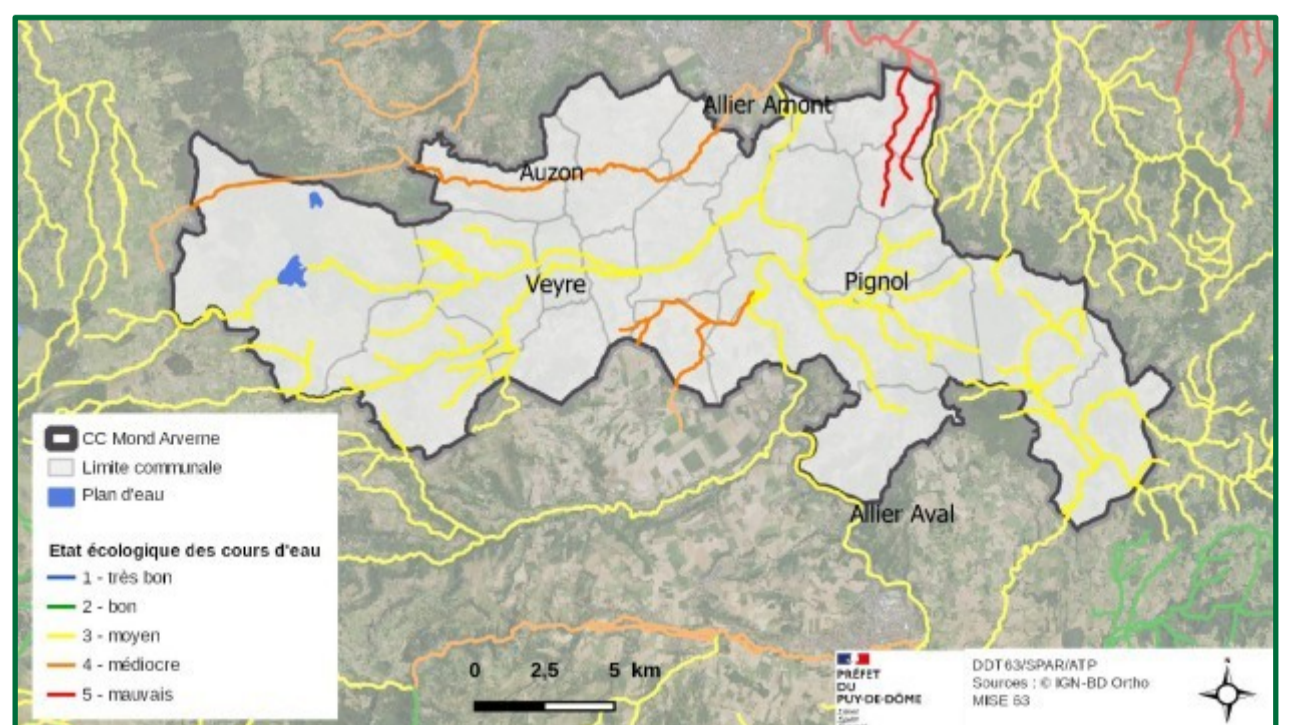 Allier Amont
Auzon
Veyre
Pignol
Allier Aval
CC Mond Arverne
Limite communale
Plan d'eau
Etat écologique des cours d'eau
1 - très bon
2 - bon
3 - moyen
4 - médiocre
5 - mauvais
0 2,5 5 km
PRÉFET
DU
PUY-DE-DÔME
DDT63/SPAR/ATP
Sources : © IGN-BD Ortho
MISE 63